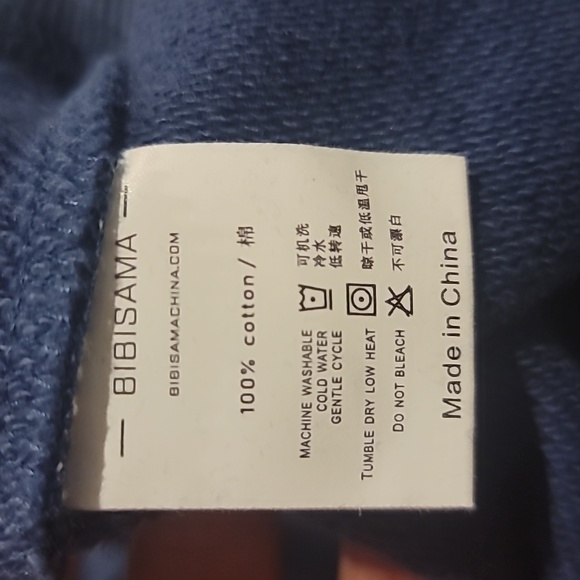 BIBISAMA
BIBISAMACHINA.COM
100% cotton / 棉
MACHINE WASHABLE 可机洗
COLD WATER 冷水
GENTLE CYCLE 低转速
TUMBLE DRY LOW HEAT 晾干或低温甩干
DO NOT BLEACH 不可漂白
Made in China